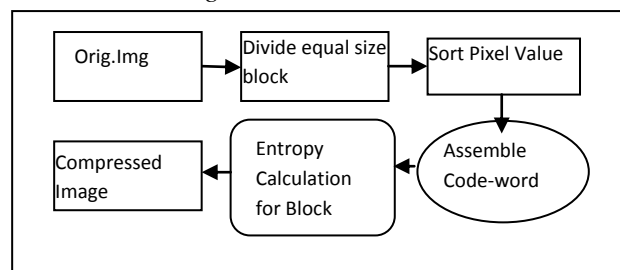 Orig.Img
Divide equal size
block
Sort Pixel Value
Assemble
Code-word
Entropy
Calculation
for Block
Compressed
Image